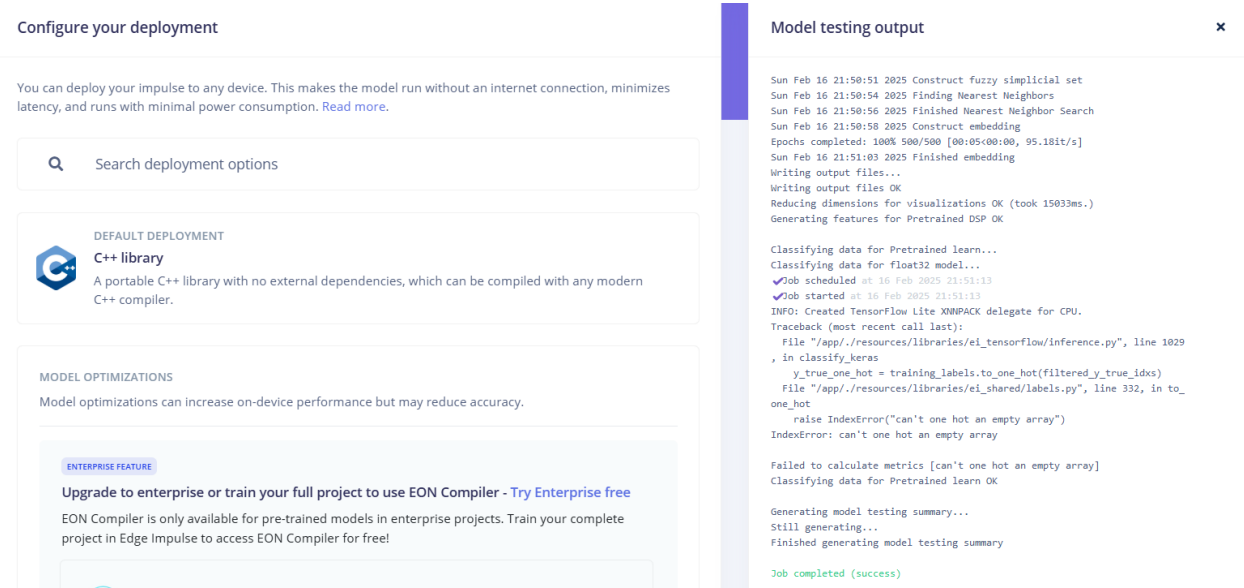 Configure your deployment
You can deploy your impulse to any device. This makes the model run without an internet connection, minimizes
latency, and runs with minimal power consumption. Read more.
Search deployment options
DEFAULT DEPLOYMENT
C++ library
A portable C++ library with no external dependencies, which can be compiled with any modern
C++ compiler.
MODEL OPTIMIZATIONS
Model optimizations can increase on-device performance but may reduce accuracy.
ENTERPRISE FEATURE
Upgrade to enterprise or train your full project to use EON Compiler - Try Enterprise free
EON Compiler is only available for pre-trained models in enterprise projects. Train your complete
project in Edge Impulse to access EON Compiler for free!
Model testing output
Sun Feb 16 21:50:51 2025 Construct fuzzy simplicial set
Sun Feb 16 21:50:54 2025 Finding Nearest Neighbors
Sun Feb 16 21:50:56 2025 Finished Nearest Neighbor Search
Sun Feb 16 21:50:58 2025 Construct embedding
Epochs completed: 100% 500/500 [00:05<00:00, 95.18it/s]
Sun Feb 16 21:51:03 2025 Finished embedding
Writing output files...
Writing output files OK
Reducing dimensions for visualizations OK (took 15033ms.)
Generating features for Pretrained DSP OK
Classifying data for Pretrained learn...
Classifying data for float32 model...
Job scheduled at 16 Feb 2025 21:51:13
Job started at 16 Feb 2025 21:51:13
INFO: Created TensorFlow Lite XNNPACK delegate for CPU.
Traceback (most recent call last):
File "/app/./resources/libraries/ei_tensorflow/inference.py", line 1029
, in classify_keras
y_true_one_hot = training_labels.to_one_hot(filtered_y_true_idxs)
File "/app/./resources/libraries/ei_shared/labels.py", line 332, in to_
one_hot
raise IndexError("can't one hot an empty array")
IndexError: can't one hot an empty array
Failed to calculate metrics [can't one hot an empty array]
Classifying data for Pretrained learn OK
Generating model testing summary...
Still generating...
Finished generating model testing summary
Job completed (success)